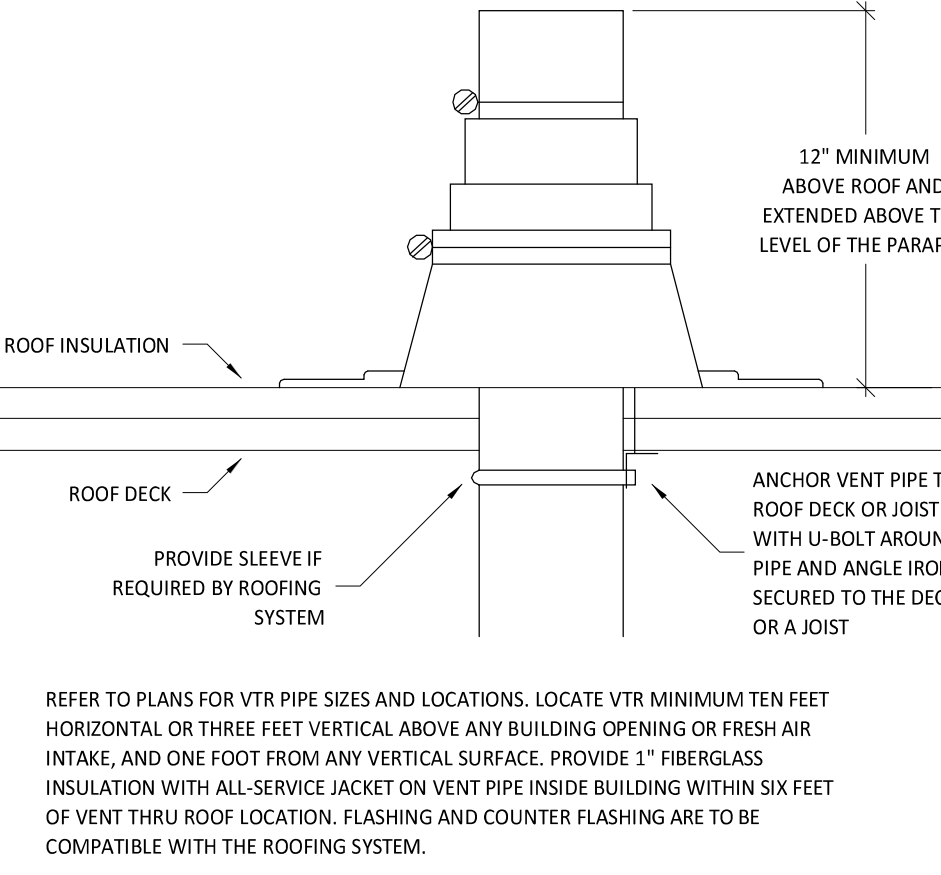 12" MINIMUM
ABOVE ROOF AND
EXTENDED ABOVE
LEVEL OF THE
ROOF INSULATION
ROOF DECK
PROVIDE SLEEVE IF
REQUIRED BY ROOFING
SYSTEM
ANCHOR VENT PIPE
ROOF DECK OR JOIST
WITH U-BOLT
PIPE AND ANGLE
SECURED TO THE
OR A JOIST
REFER TO PLANS FOR VTR PIPE SIZES AND LOCATIONS. LOCATE VTR MINIMUM TEN FEET
HORIZONTAL OR THREE FEET VERTICAL ABOVE ANY BUILDING OPENING OR FRESH AIR
INTAKE, AND ONE FOOT FROM ANY VERTICAL SURFACE. PROVIDE 1" FIBERGLASS
INSULATION WITH ALL-SERVICE JACKET ON VENT PIPE INSIDE BUILDING WITHIN SIX FEET
OF VENT THRU ROOF LOCATION. FLASHING AND COUNTER FLASHING ARE TO BE
COMPATIBLE WITH THE ROOFING SYSTEM.